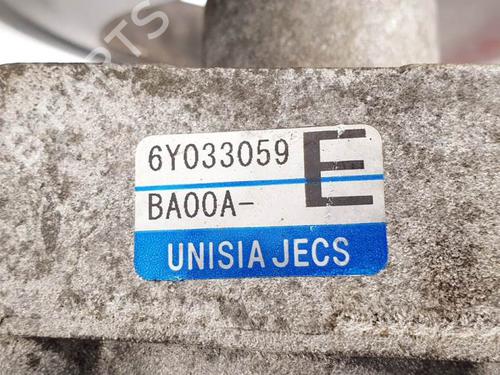 6Y033059
E
BA00A-
UNISIA JECS